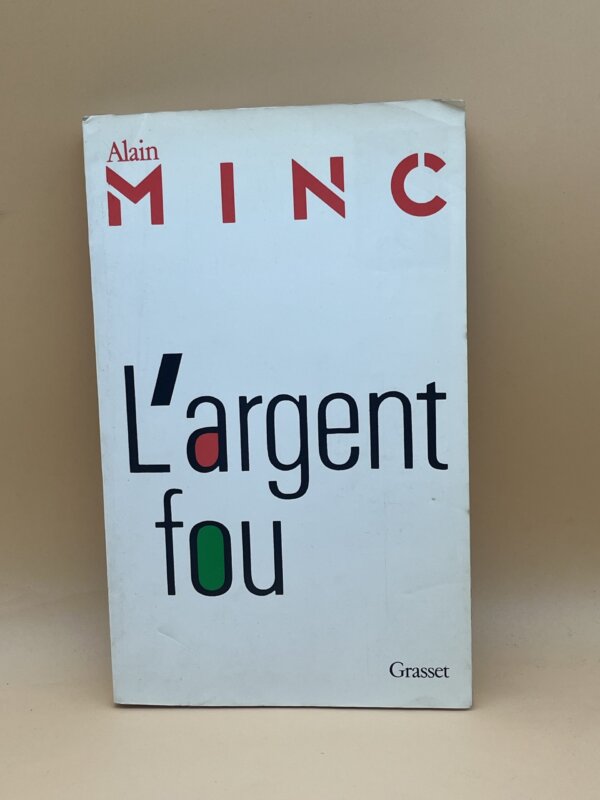 Alain
MINC
L'argent
fou
Grasset